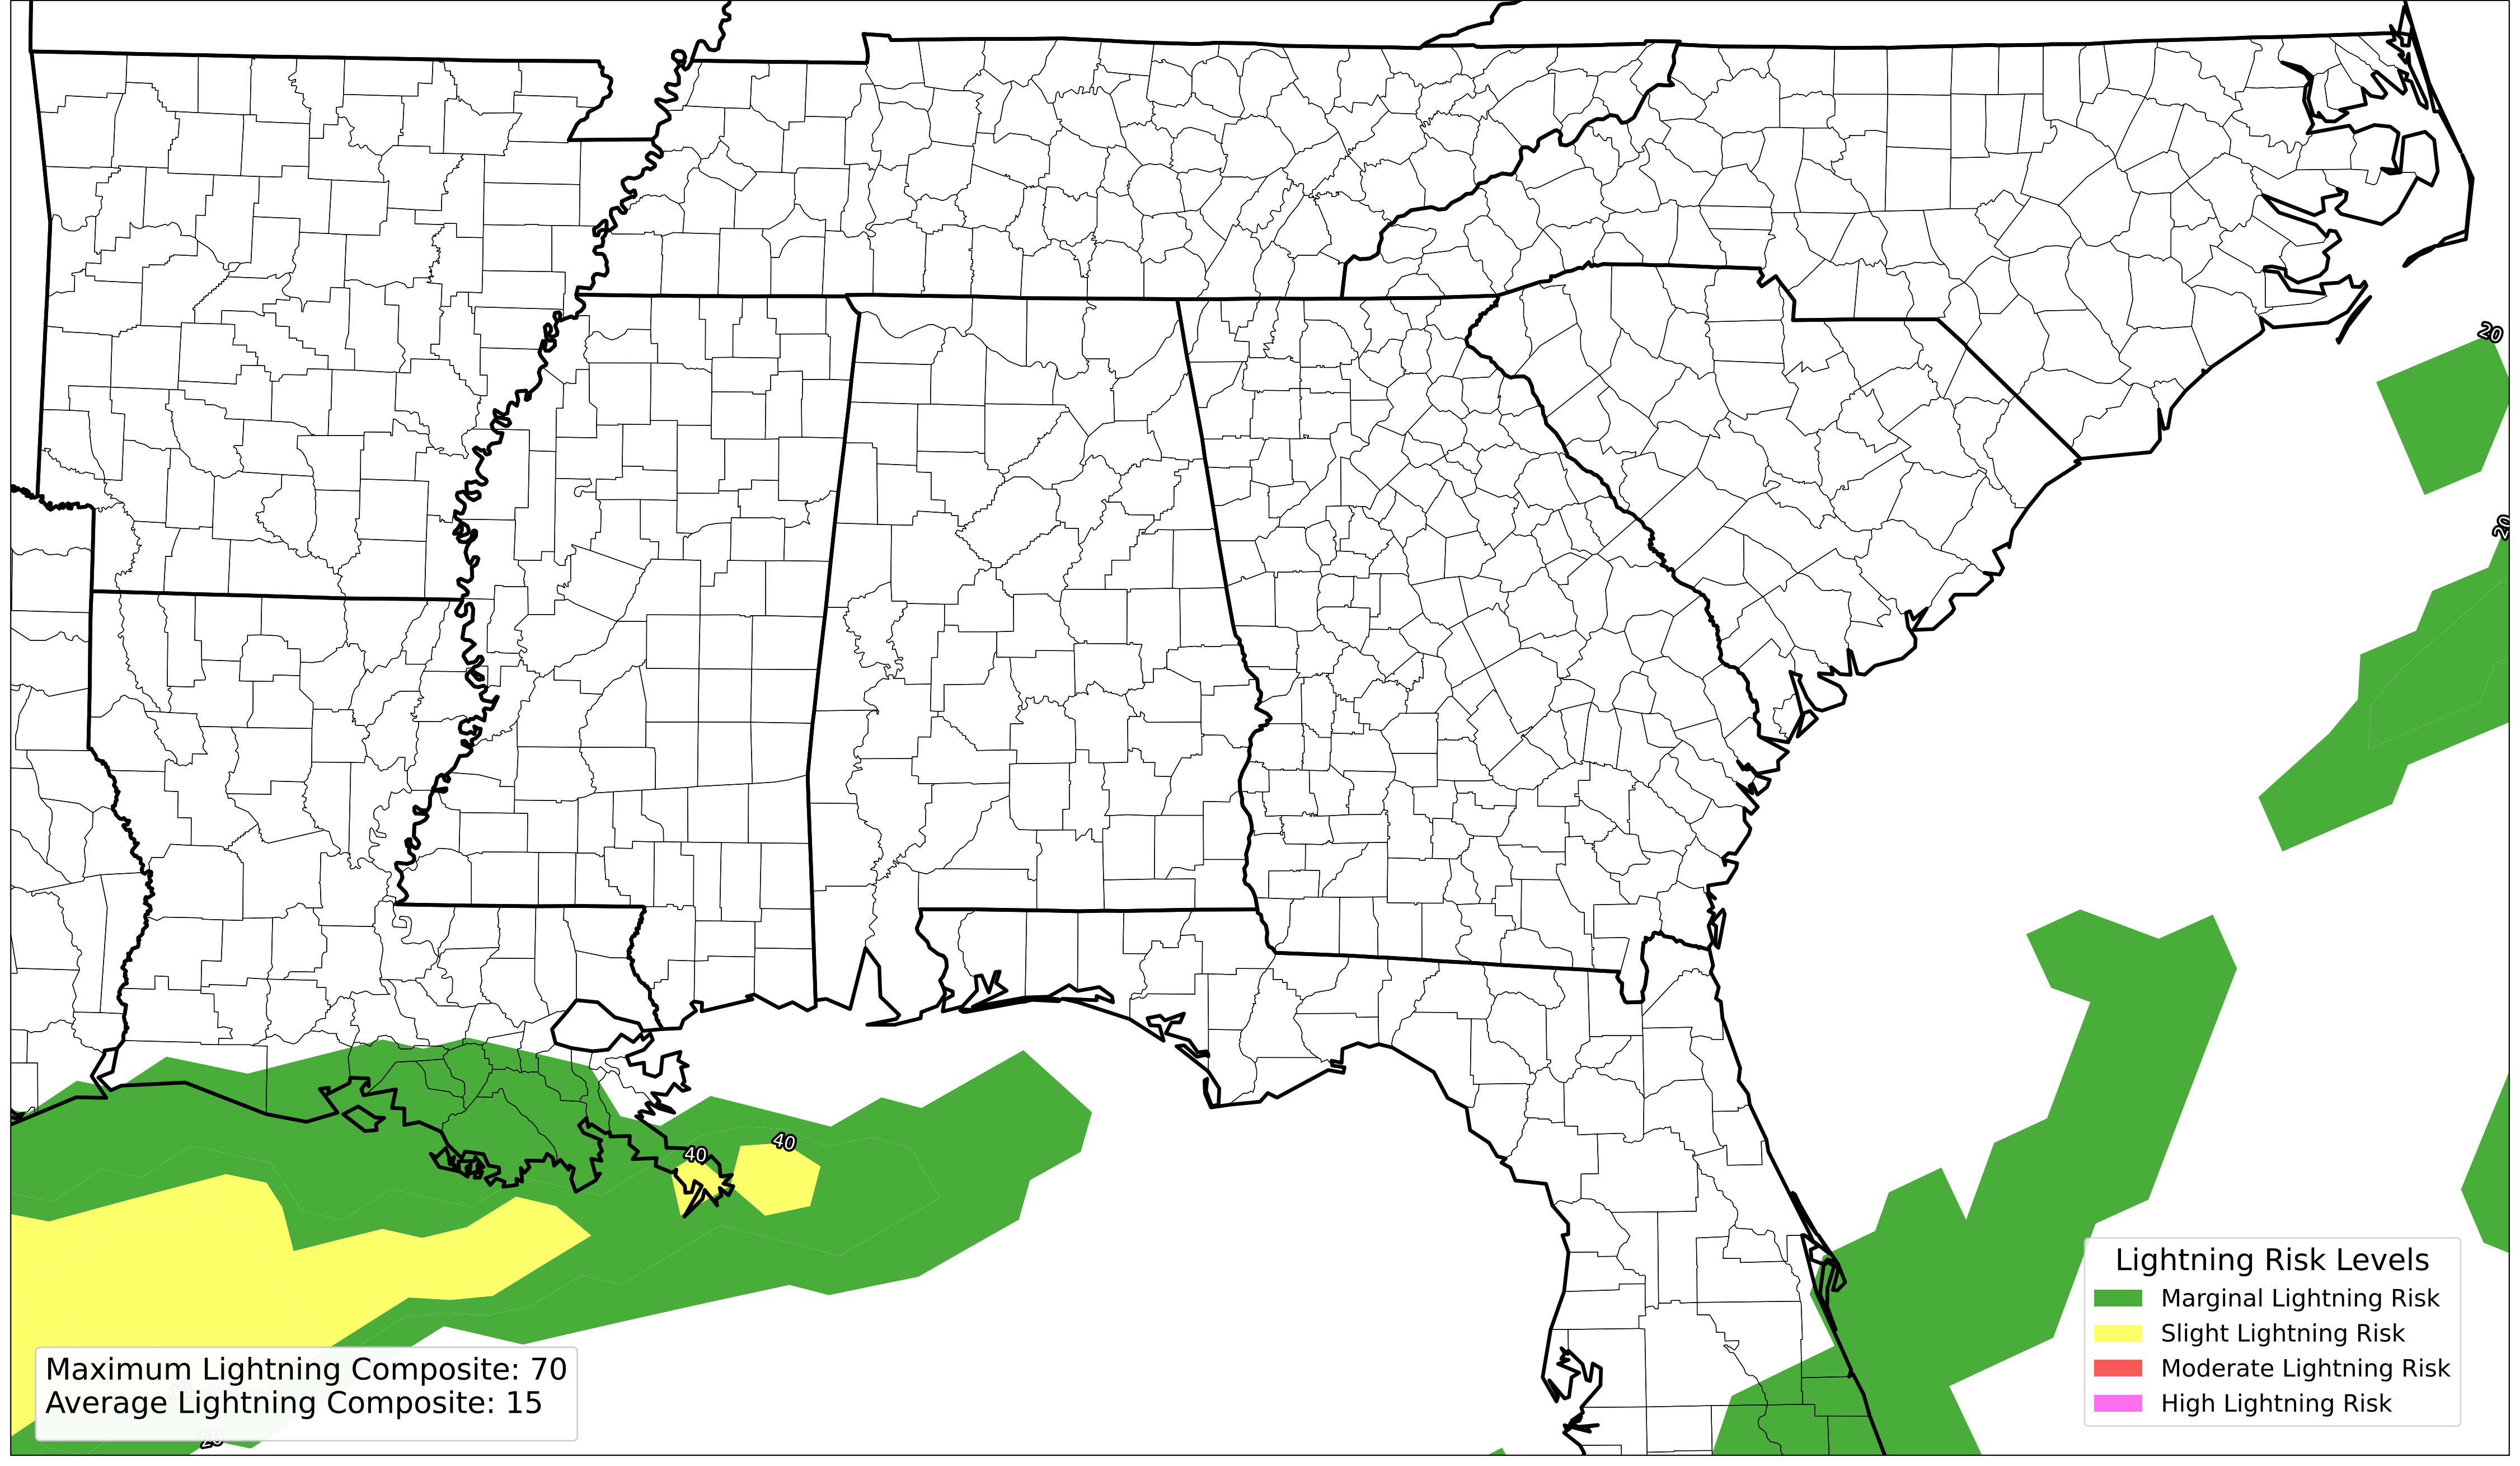 20
20
40
40
Lightning Risk Levels
Marginal Lightning Risk
Slight Lightning Risk
Moderate Lightning Risk
High Lightning Risk
Maximum Lightning Composite: 70
Average Lightning Composite: 15
20